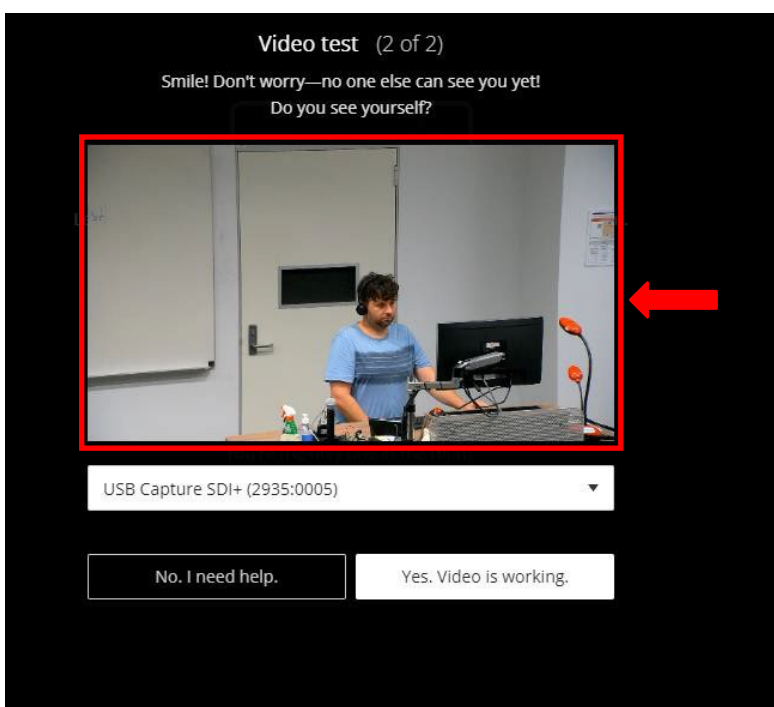 Video test (2 of 2)
Smile! Don't worry—no one else can see you yet!
Do you see yourself?
USB Capture SDI+ (2935:0005)
No. I need help.
Yes. Video is working.